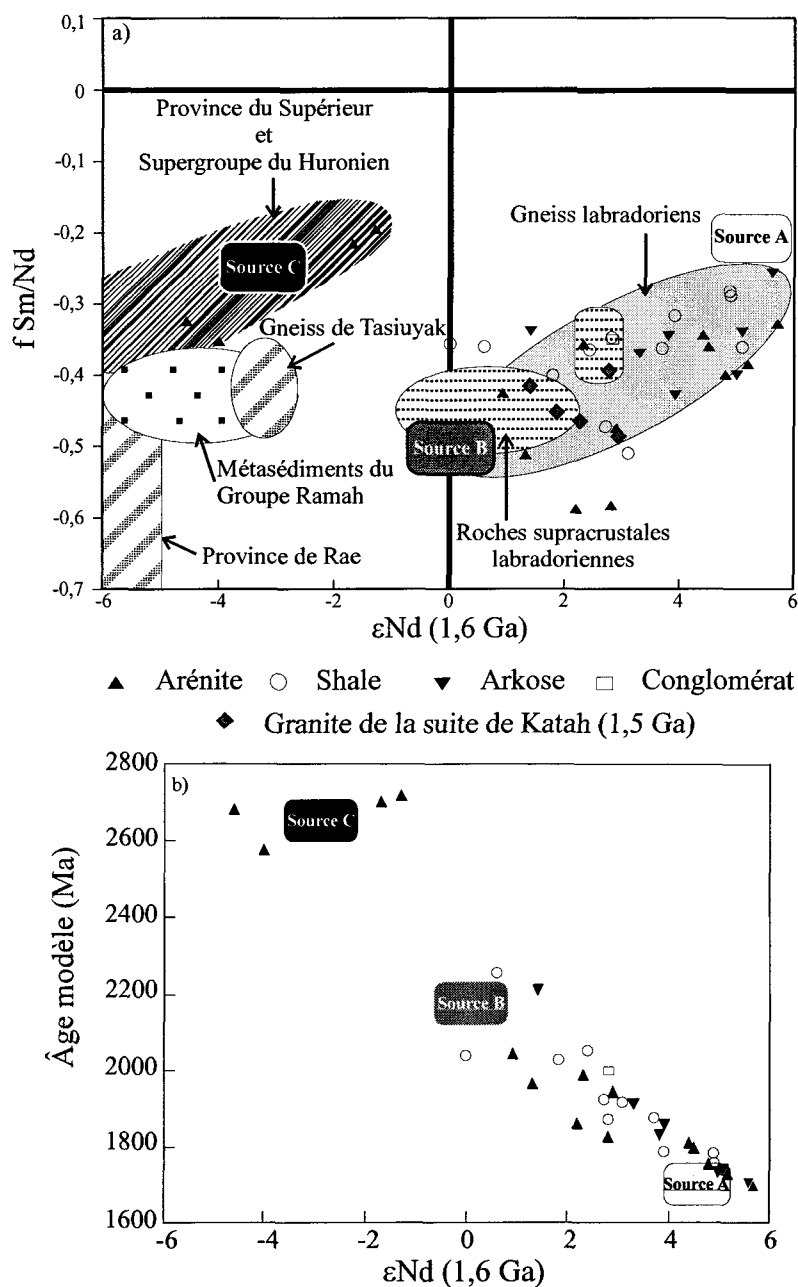 a)
0,1
0
-0,1
-0,2
-0,3
-0,4
-0,5
-0,6
-0,7
f Sm/Nd
Province du Supérieur
et
Supergroupe du Huronien
Gneiss labradoriens
Source A
Source C
Gneiss de Tasiuyak
Source B
Métasédiments du
Groupe Ramah
Roches supracrustales
labradoriennes
Province de Rae
-6 -4 -2 0 2 4 6
εNd (1,6 Ga)
Arénite Shale Arkose Conglomérat
Granite de la suite de Katah (1,5 Ga)
b)
2800
2600
2400
2200
2000
1800
1600
Âge modèle (Ma)
Source C
Source B
Source A
-6 -4 -2 0 2 4 6
εNd (1,6 Ga)